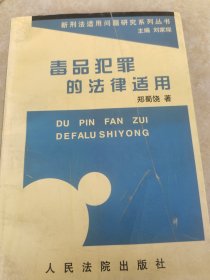 新刑法适用问题研究系列丛书
主编 刘家琛
毒品犯罪
的法律适用
郑蜀饶 著
DU PIN FAN ZUI
DEFALU SHIYONG
人民法院出版社